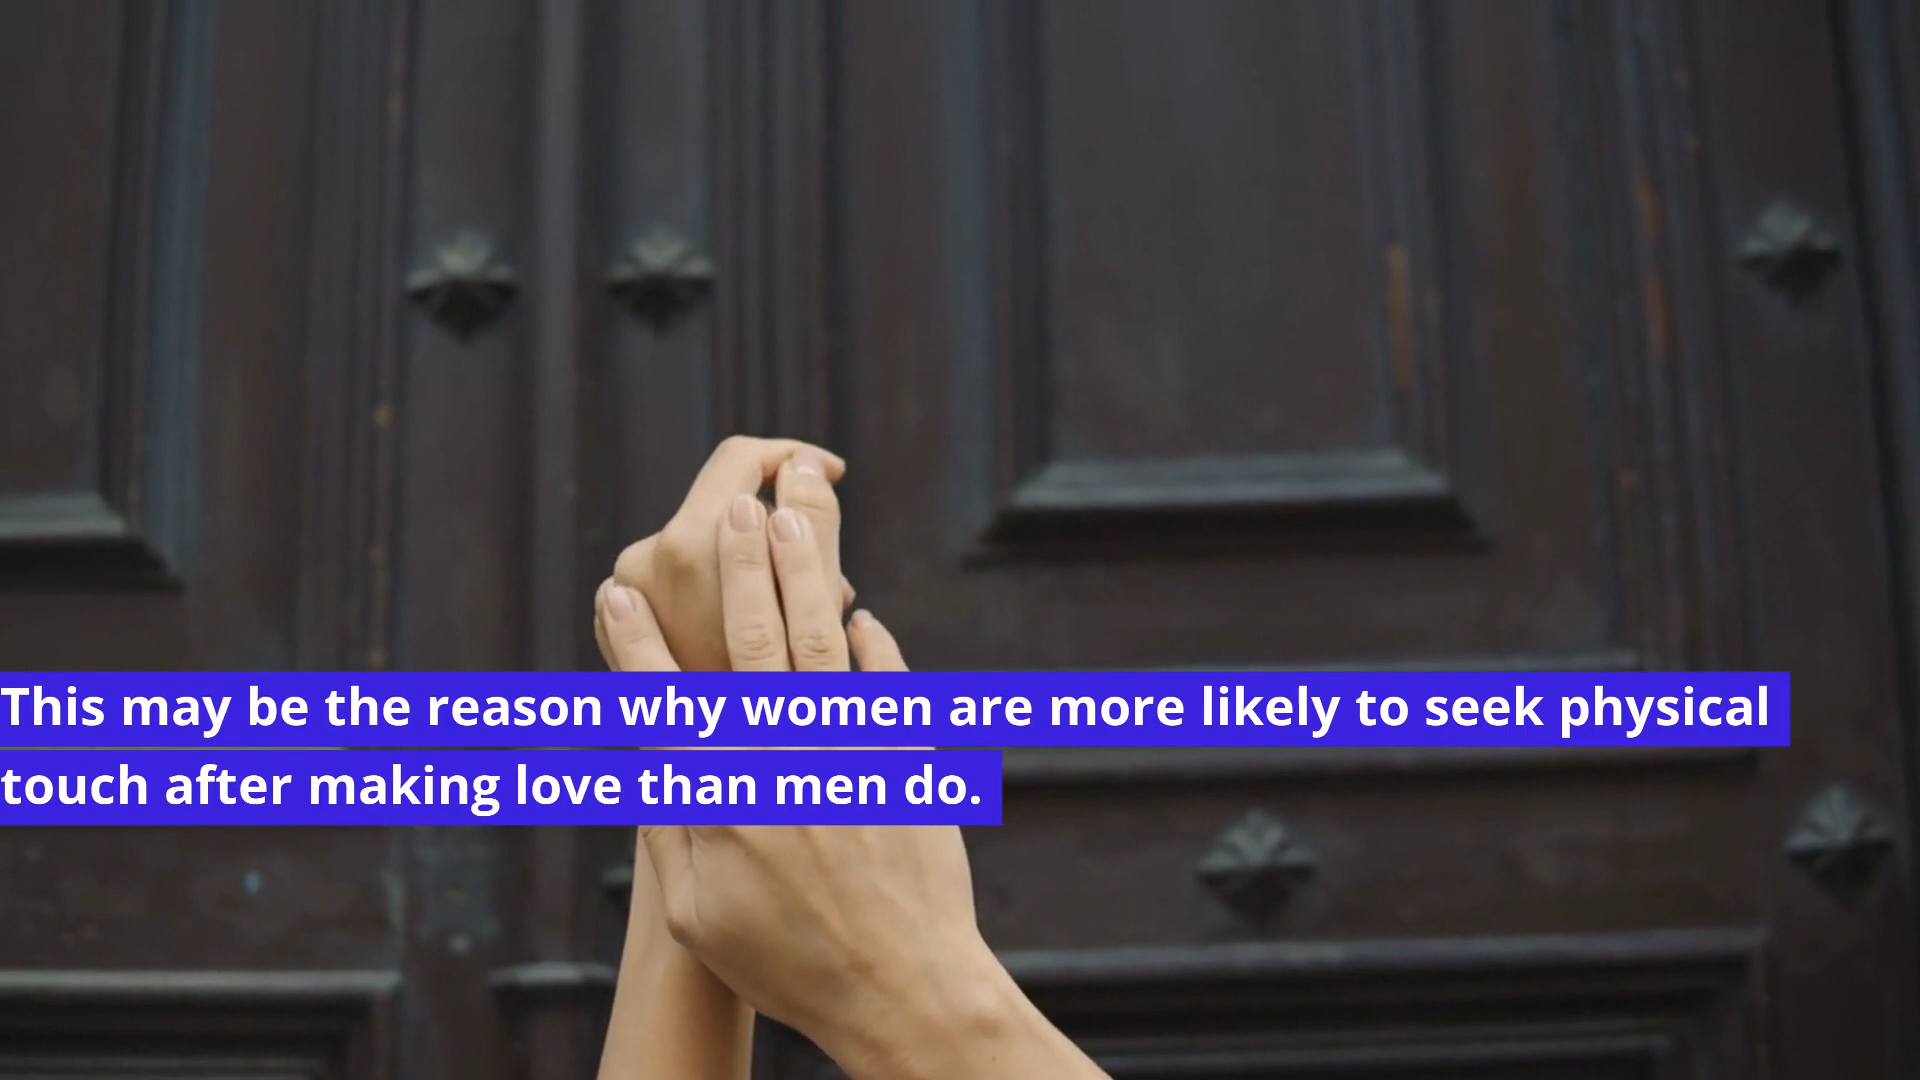 This may be the reason why women are more likely to seek physical
touch after making love than men do.